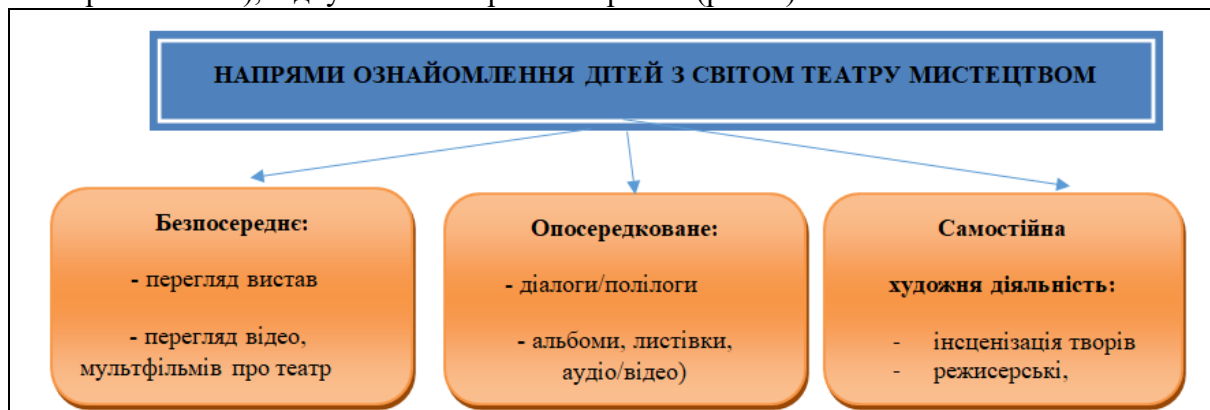 НАПРЯМИ ОЗНАЙОМЛЕННЯ ДІТЕЙ З СВІТОМ ТЕАТРУ МИСТЕЦТВОМ
Безпосереднє:
- перегляд вистав
- перегляд відео,
мультфільмів про театр
Опосередковане:
- діалоги/полілоги
- альбоми, листівки,
аудіо/відео)
Самостійна
художня діяльність:
- інсценізація творів
- режисерські,